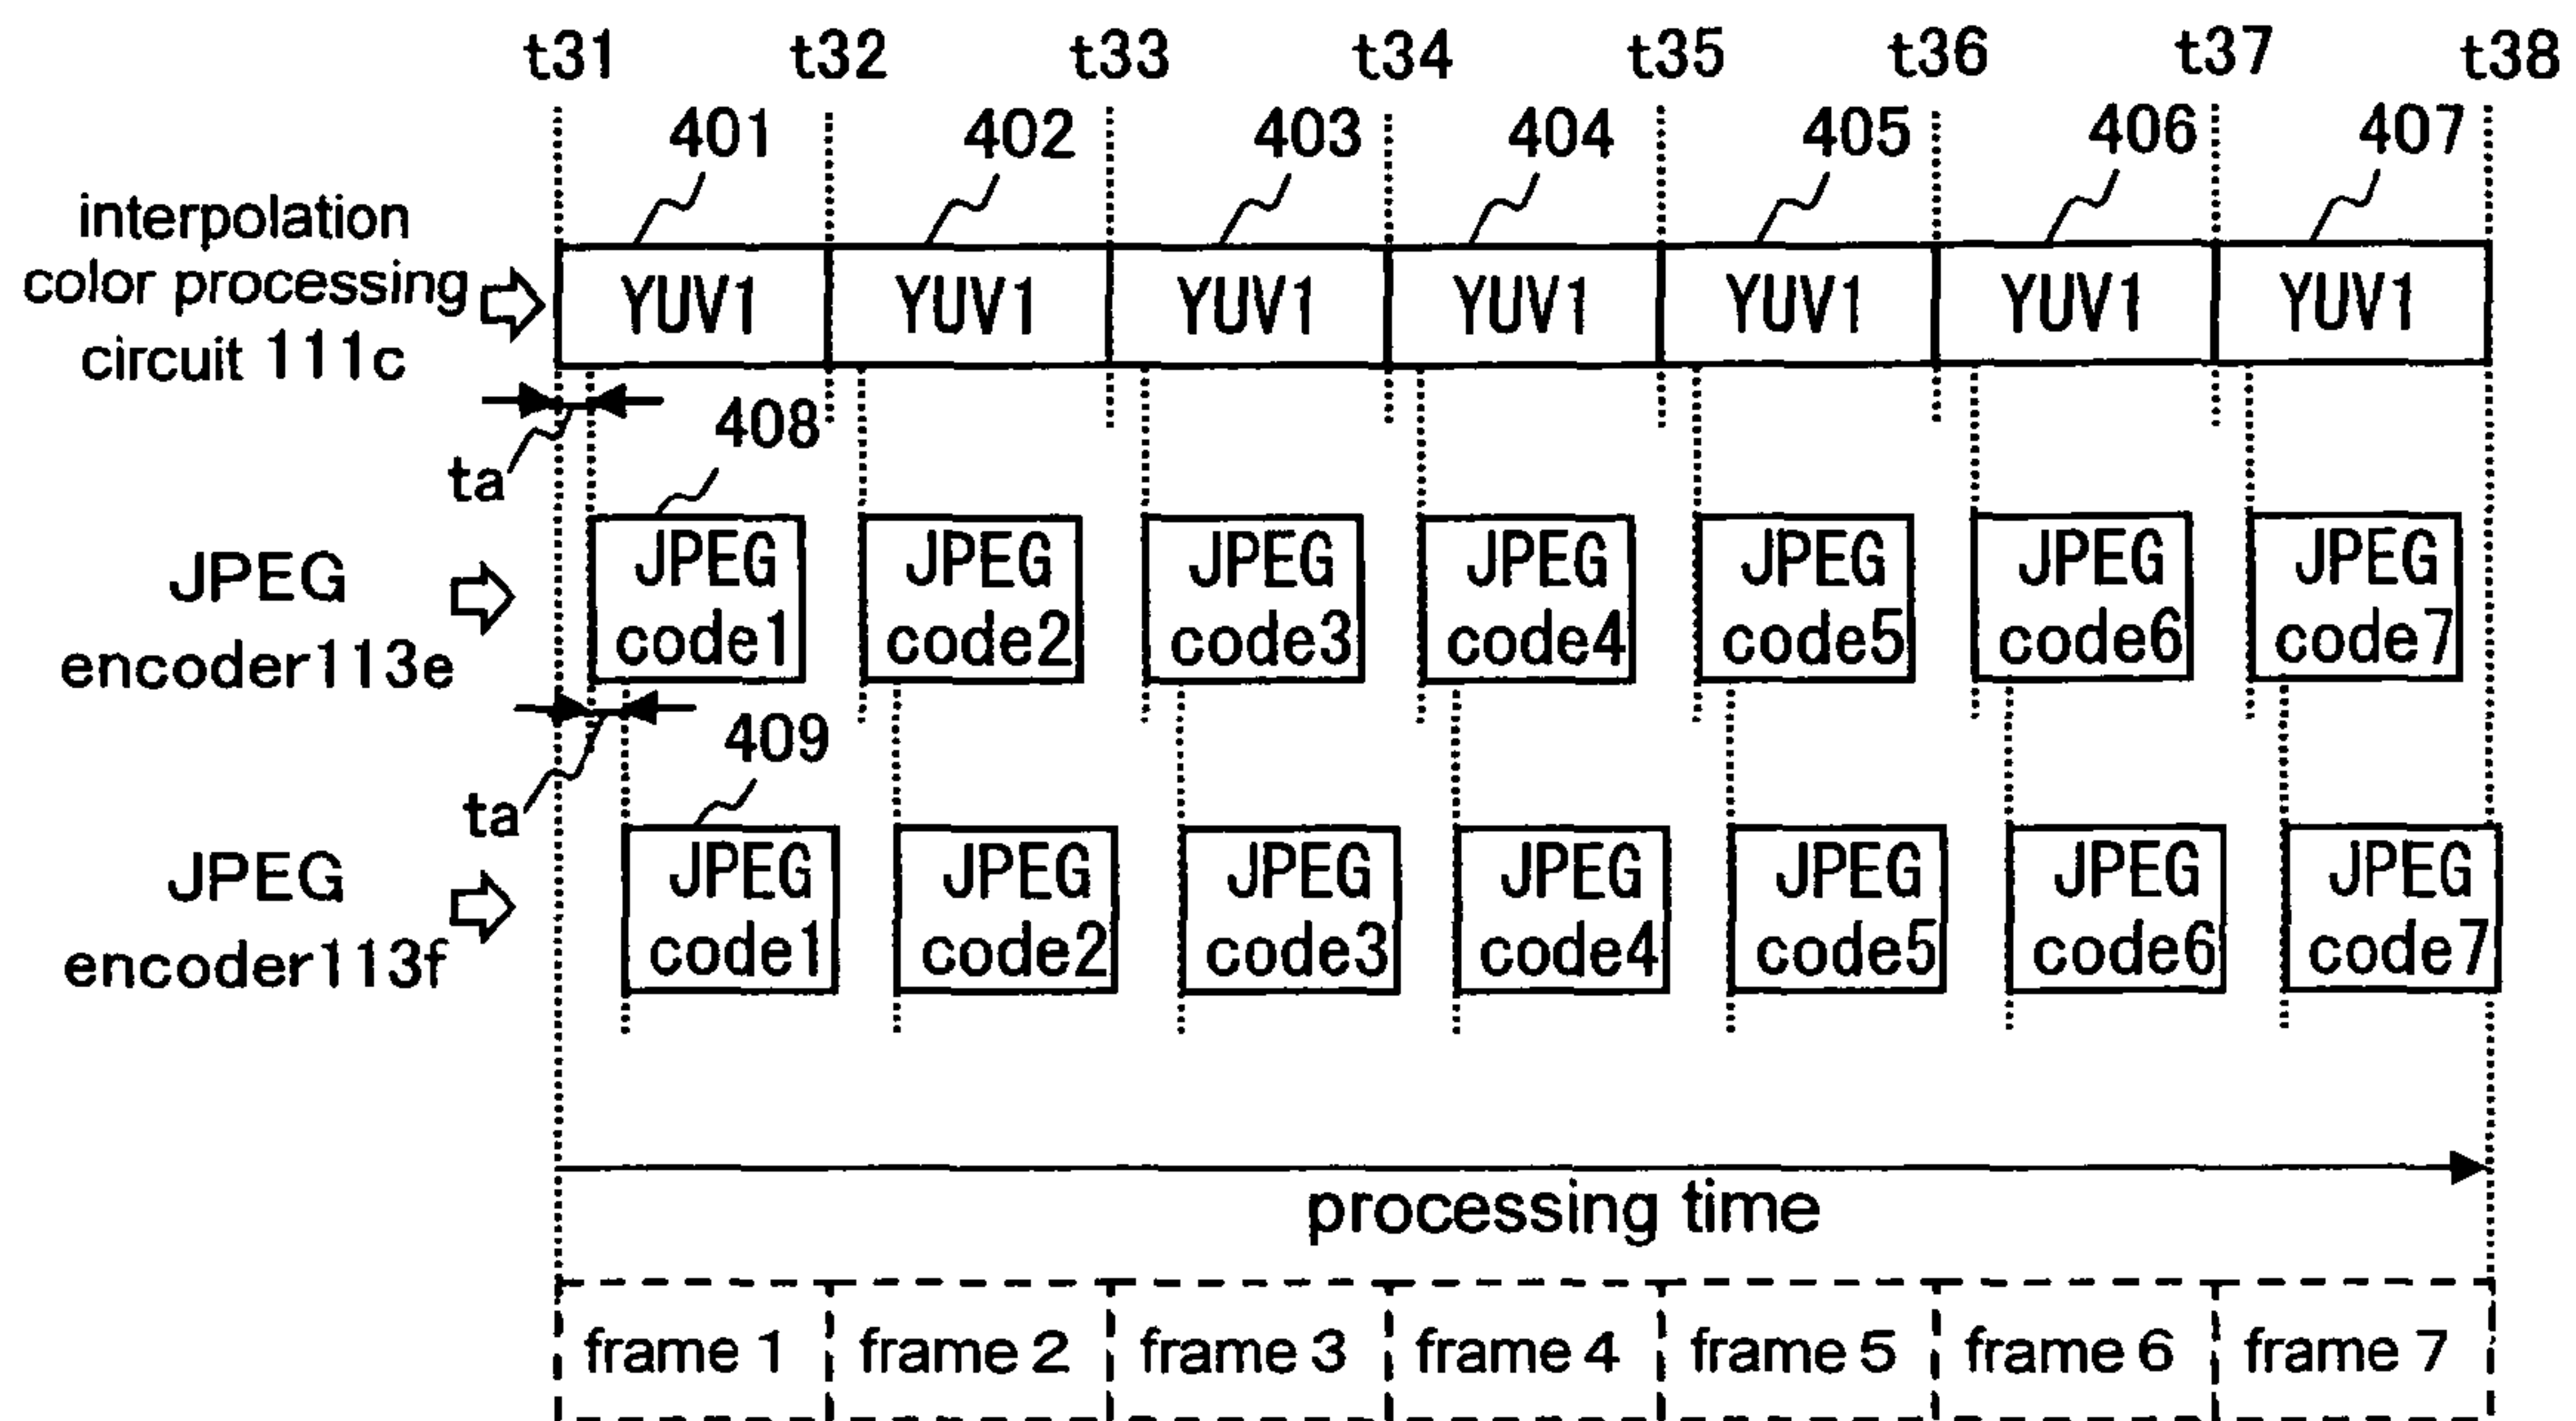 t31 t32 t33 t34 t35 t36 t37 t38
401 402 403 404 405 406 407
interpolation
color processing
circuit 111c
YUV1 YUV1 YUV1 YUV1 YUV1 YUV1 YUV1
ta
408
JPEG
encoder113e
JPEG JPEG JPEG JPEG JPEG JPEG JPEG
code1 code2 code3 code4 code5 code6 code7
ta
409
JPEG
encoder113f
JPEG JPEG JPEG JPEG JPEG JPEG JPEG
code1 code2 code3 code4 code5 code6 code7
processing time
frame 1 frame 2 frame 3 frame 4 frame 5 frame 6 frame 7